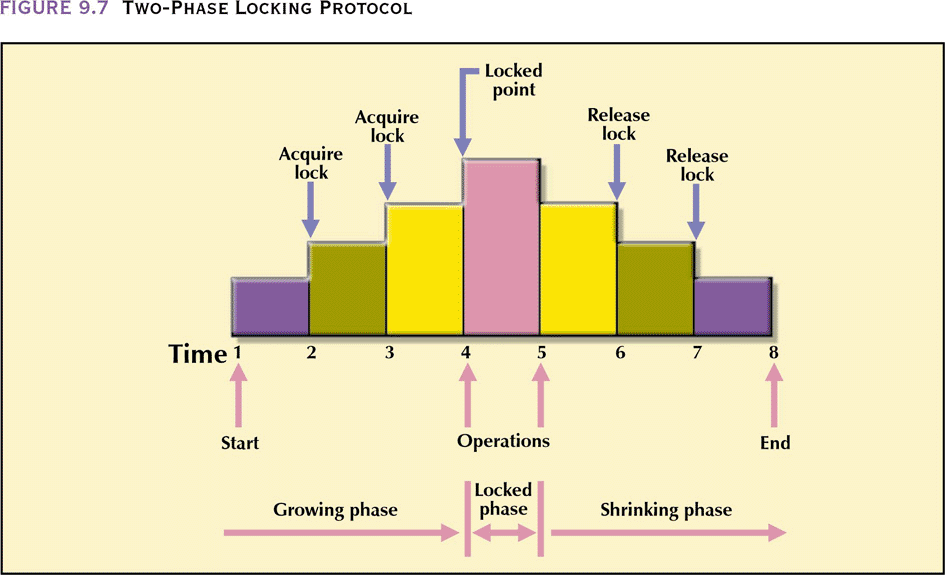 FIGURE 9.7 TWO-PHASE LOCKING PROTOCOL
Locked
point
Acquire
lock
Release
lock
Acquire
lock
Release
lock
Time 1 2 3 4 5 6 7 8
Start Operations End
Growing phase
Locked
phase
Shrinking phase